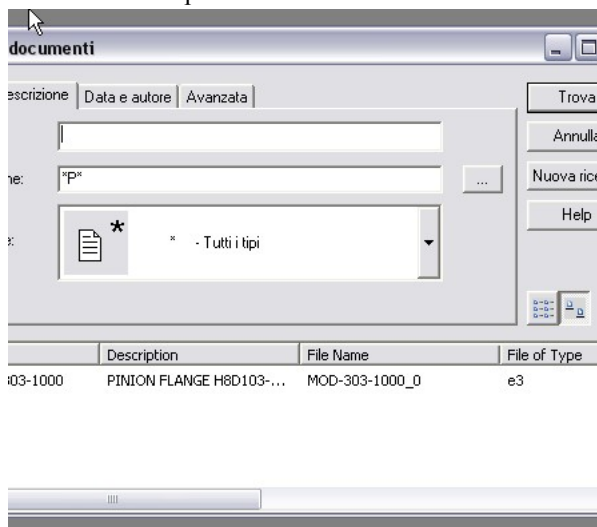 documenti
escrizione Data e autore Avanzata
Trova
Annulla
ne: *P* ... Nuova rice
e: * * - Tutti i tipi Help
Description File Name File of Type
303-1000 PINION FLANGE H8D103-... MOD-303-1000_0 e3